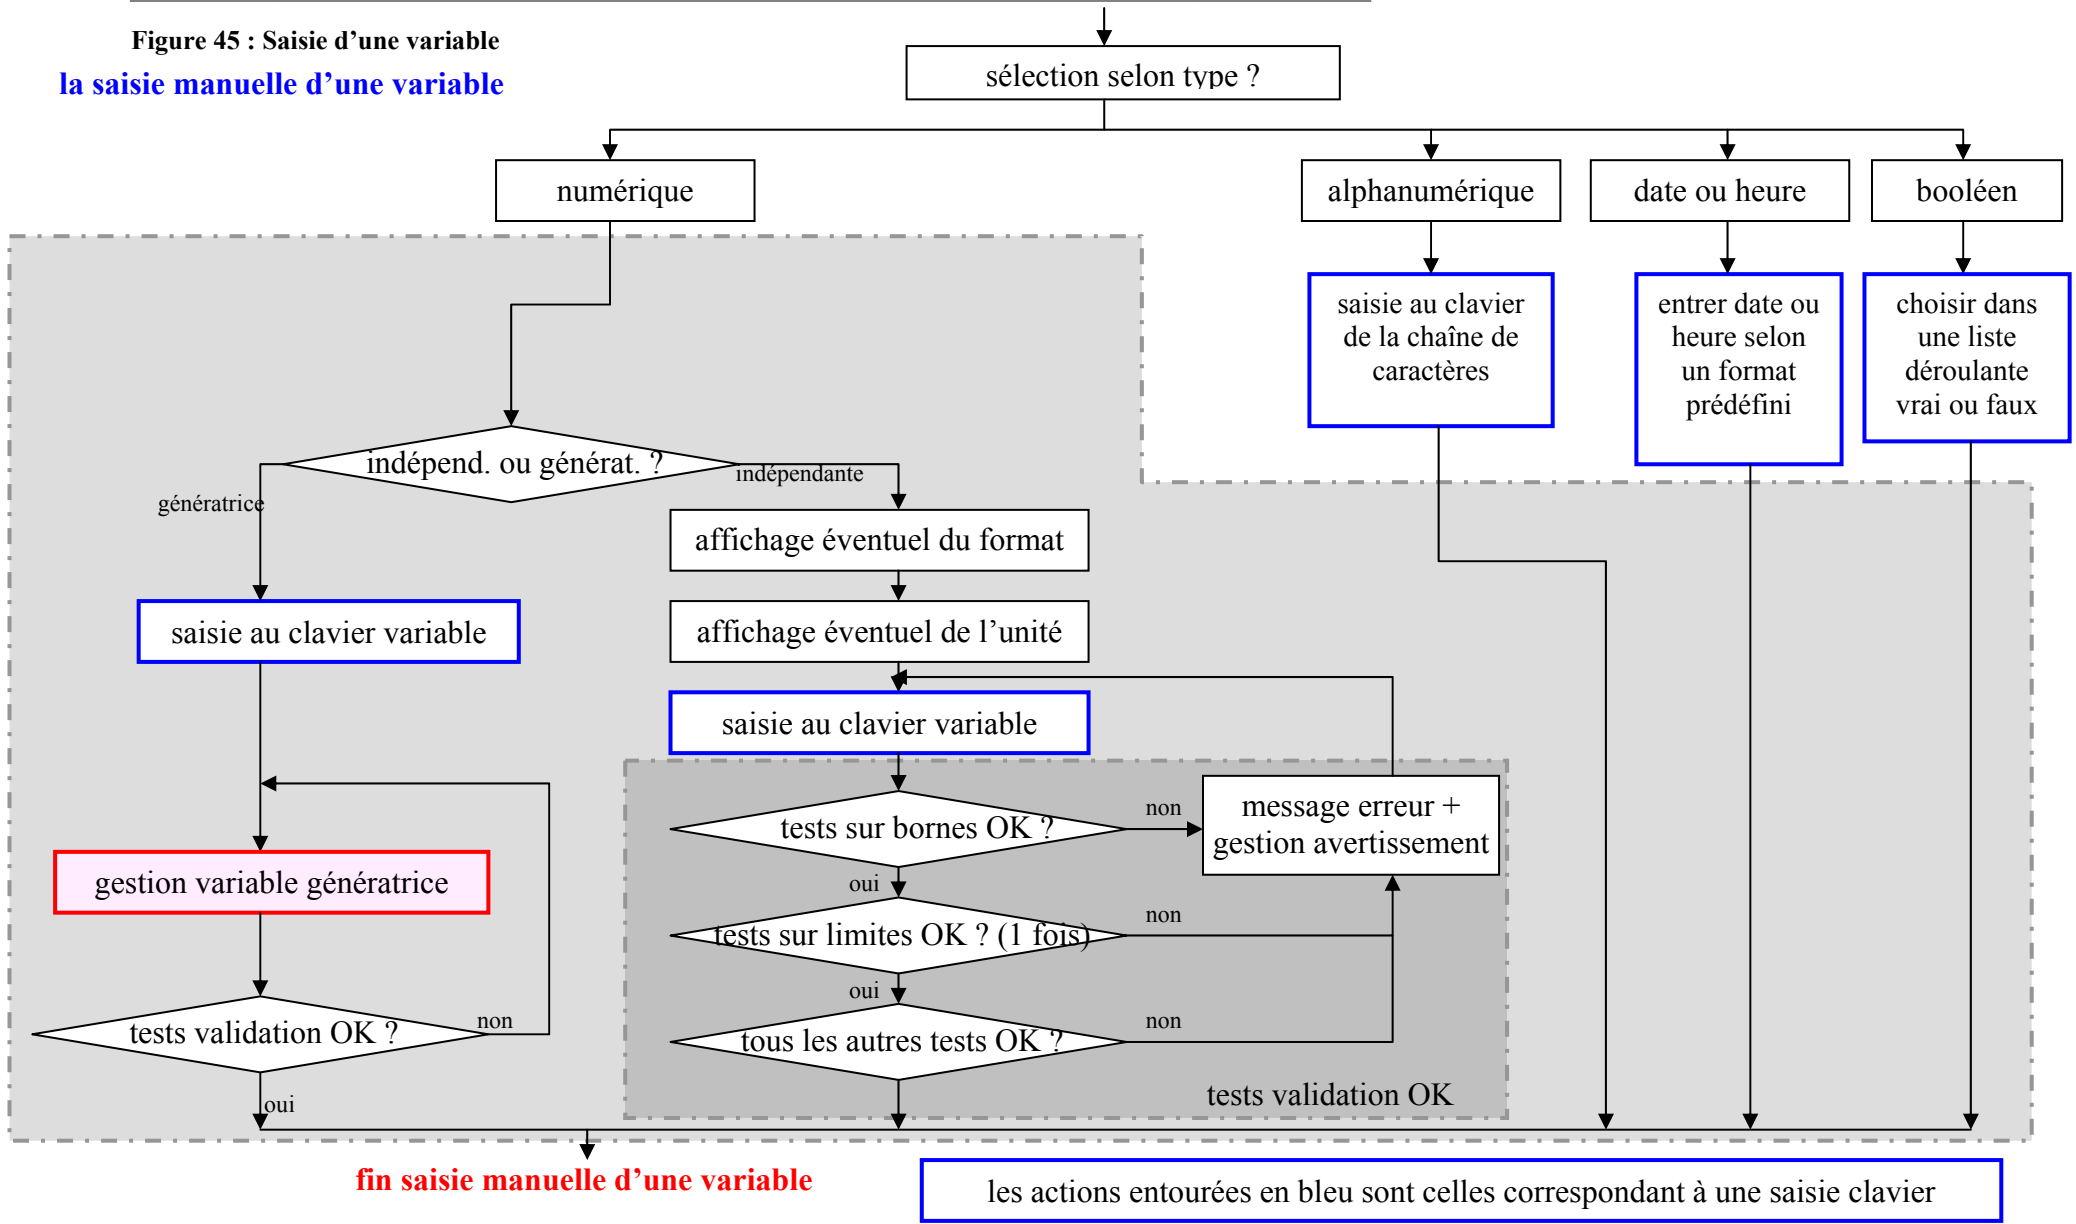 Figure 45 : Saisie d’une variable
la saisie manuelle d’une variable
sélection selon type ?
numérique
alphanumérique
date ou heure
booléen
saisie au clavier
de la chaîne de
caractères
entrer date ou
heure selon
un format
prédéfini
choisir dans
une liste
déroulante
vrai ou faux
indépend. ou générat. ?
génératrice
indépendante
affichage éventuel du format
affichage éventuel de l’unité
saisie au clavier variable
saisie au clavier variable
tests sur bornes OK ?
non
message erreur +
gestion avertissement
oui
gestion variable génératrice
tests sur limites OK ? (1 fois)
non
oui
tests validation OK ?
non
tous les autres tests OK ?
non
oui
tests validation OK
fin saisie manuelle d’une variable
les actions entourées en bleu sont celles correspondant à une saisie clavier